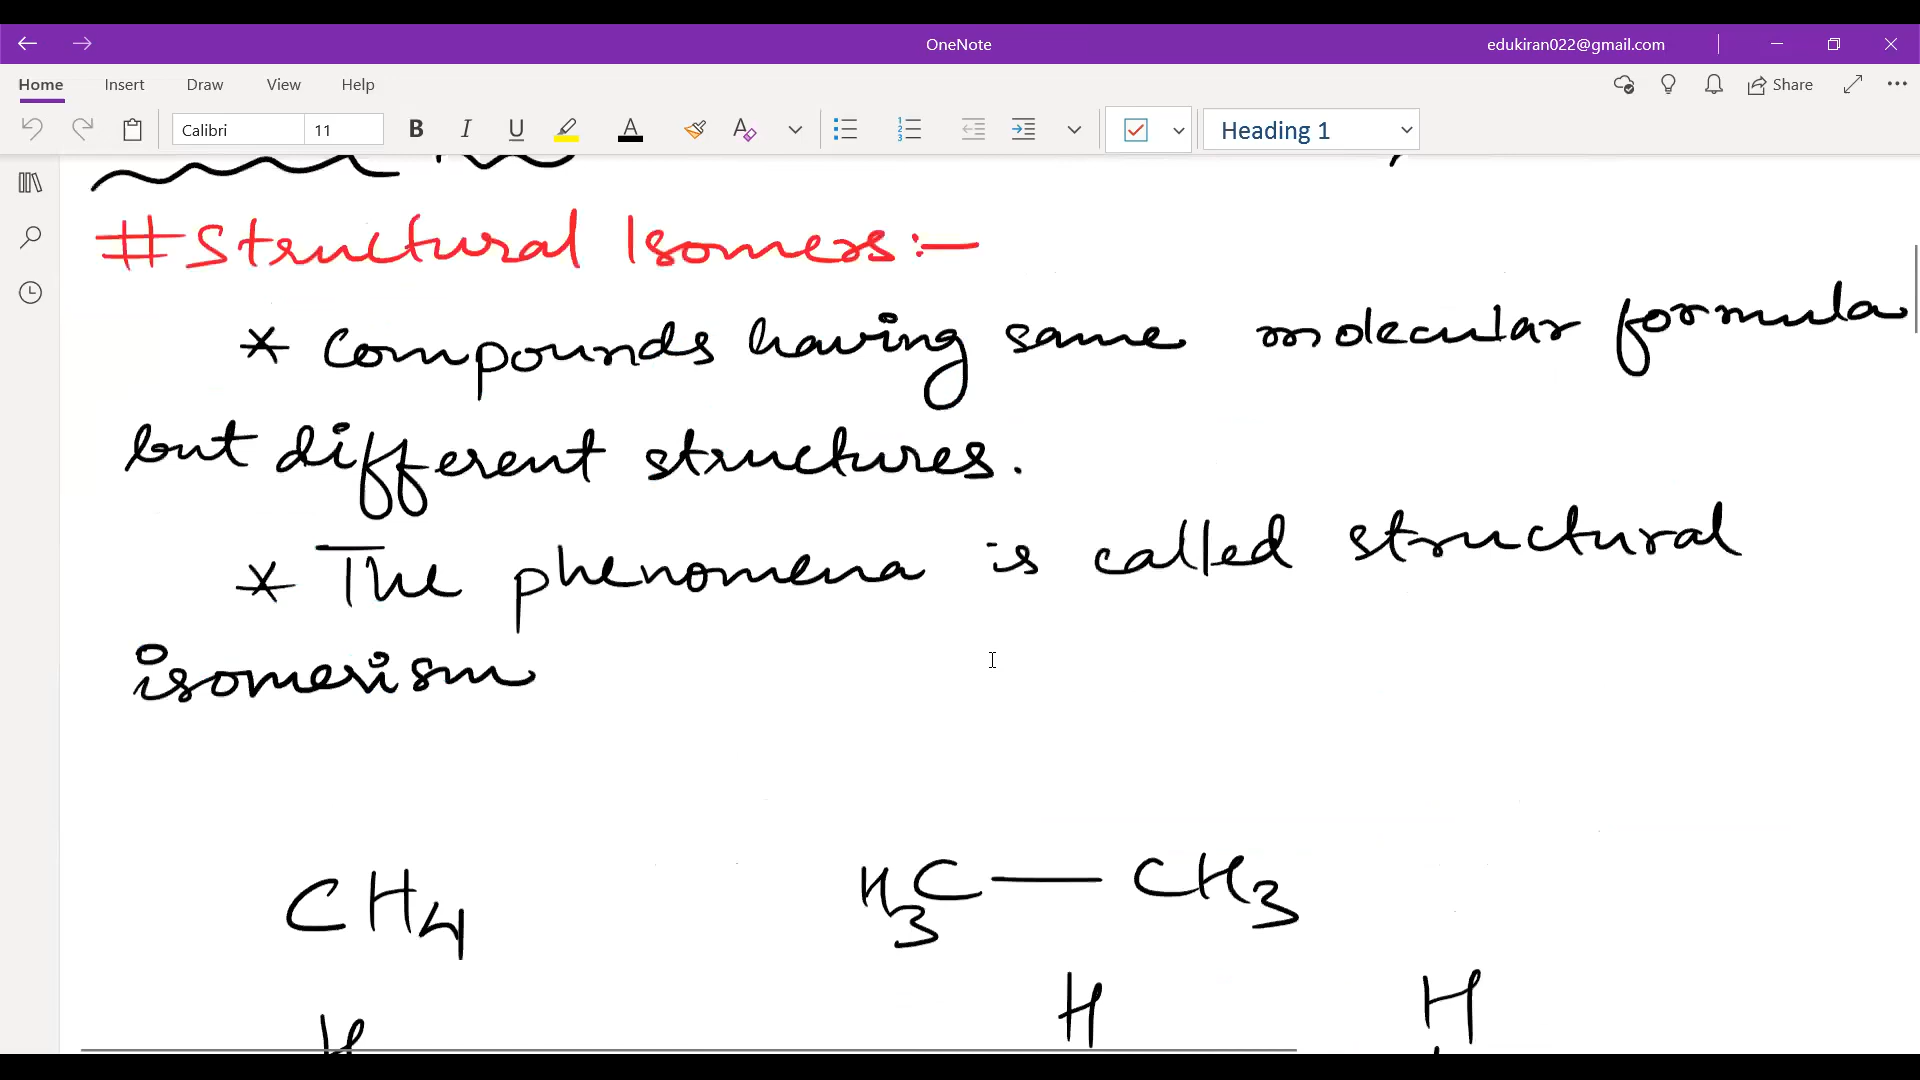 OneNote
edukiran022@gmail.com
Home Insert Draw View Help
Share
Calibri 11 B I U A Heading 1
# Structural Isomers:-
* Compounds having same molecular formula
but different structures.
* The phenomena is called structural
isomerism
CH4 H3C — CH3
H H
H